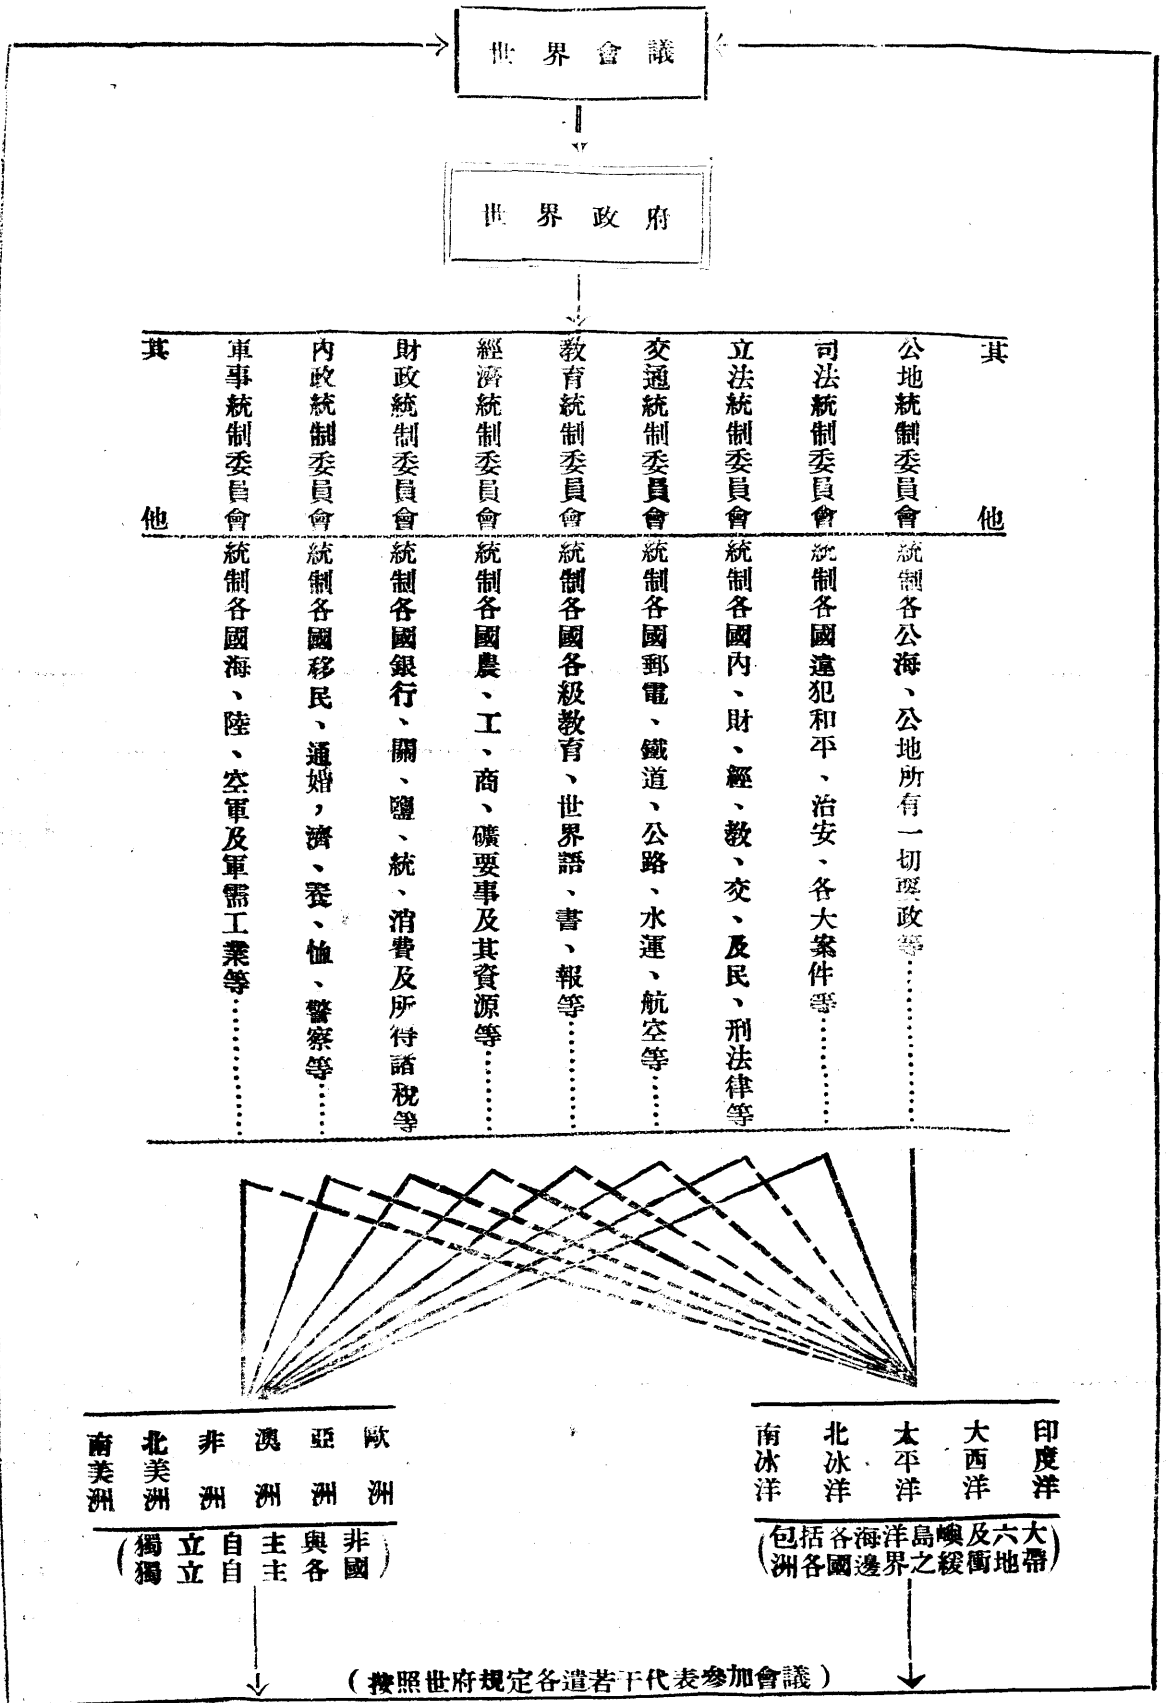 世界會議
世界政府
其他
公地統制委員會
司法統制委員會
立法統制委員會
交通統制委員會
教育統制委員會
經濟統制委員會
財政統制委員會
內政統制委員會
軍事統制委員會
其他
統制各公海、公地所有一切要政等⋯⋯⋯⋯
統制各國違犯和平、治安、各大案件等⋯⋯⋯
統制各國內、財、經、教、交、及民、刑法律等
統制各國郵電、鐵道、公路、水運、航空等⋯⋯
統制各國各級教育、世界語、書、報等⋯⋯⋯
統制各國農、工、商、礦要事及其資源等⋯⋯
統制各國銀行、關、鹽、統、消費及所得諸稅等
統制各國移民、通婚,濟、養、恤、警察等⋯⋯
統制各國海、陸、空軍及軍需工業等⋯⋯⋯⋯
印度洋
大西洋
太平洋
北冰洋
南冰洋
(包括各海洋島嶼及六大
洲各國邊界之緩衝地帶)
歐洲
亞洲
澳洲
非洲
北美洲
南美洲
(獨立自主與非
獨立自主各國)
(按照世府規定各遣若干代表參加會議)